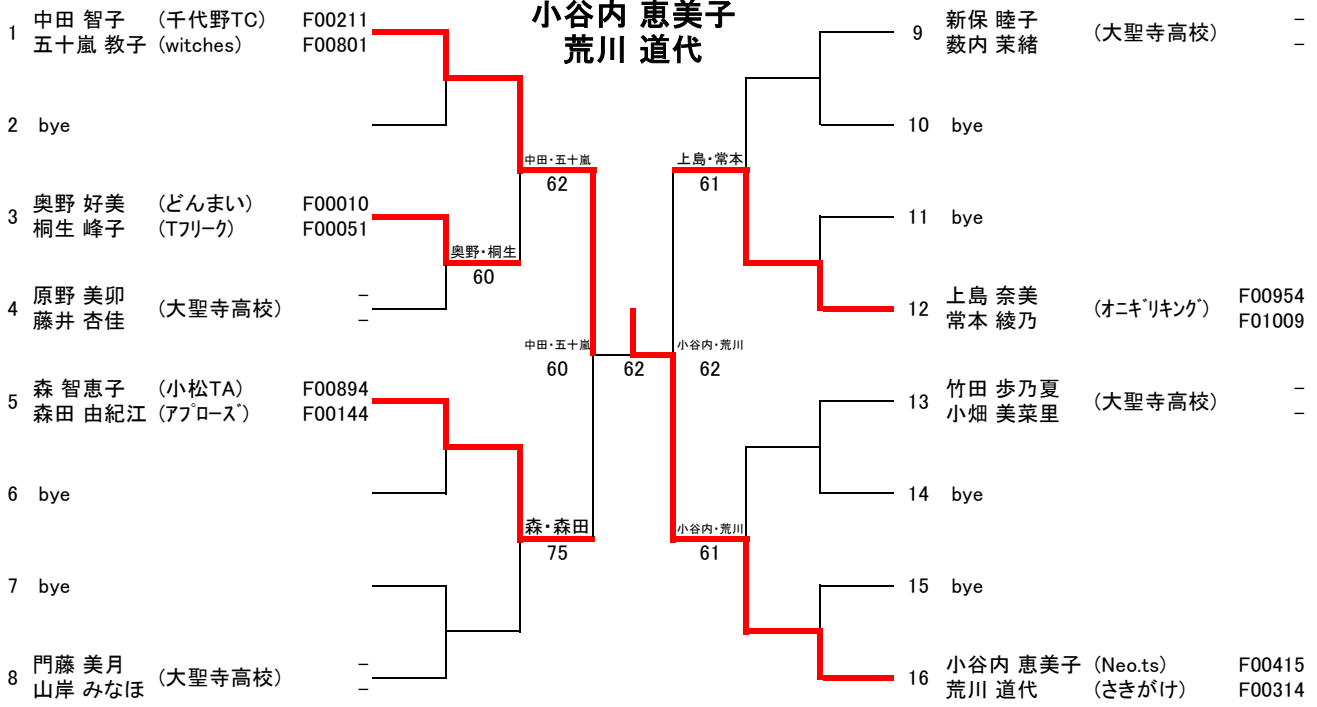 小谷内 恵美子
荒川 道代
1 中田 智子 (千代野TC) F00211
五十嵐 教子 (witches) F00801
2 bye
3 奥野 好美 (どんまい) F00010
桐生 峰子 (Tフリーク) F00051
4 原野 美卯 (大聖寺高校) -
藤井 杏佳 -
5 森 智恵子 (小松TA) F00894
森田 由紀江 (アプローズ) F00144
6 bye
7 bye
8 門藤 美月 (大聖寺高校) -
山岸 みなほ -
奥野・桐生
60
中田・五十嵐
62
森・森田
75
中田・五十嵐
60
62
小谷内・荒川
62
上島・常本
61
小谷内・荒川
61
9 新保 睦子 (大聖寺高校) -
薮内 茉緒 -
10 bye
11 bye
12 上島 奈美 (オニギリキング) F00954
常本 綾乃 F01009
13 竹田 歩乃夏 (大聖寺高校) -
小畑 美菜里 -
14 bye
15 bye
16 小谷内 恵美子 (Neo.ts) F00415
荒川 道代 (さきがけ) F00314